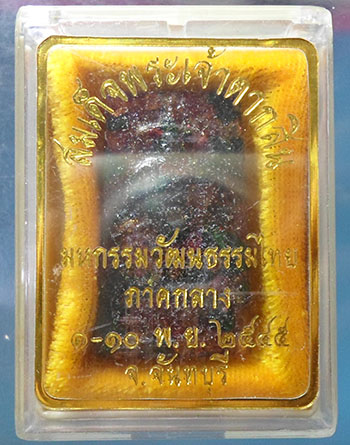 สมเด็จพระเจ้าตากสิน
มหกรรมวัฒนธรรมไทย
ภาคกลาง
๑-๑๐ พ.ย. ๒๕๔๕
จ.จันทบุรี